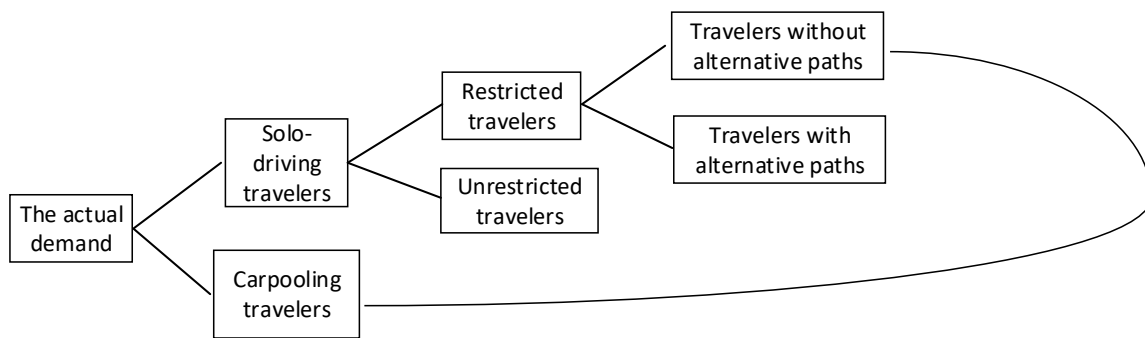 Travelers without
alternative paths
Restricted
travelers
Solo-
driving
travelers
Travelers with
alternative paths
Unrestricted
travelers
The actual
demand
Carpooling
travelers